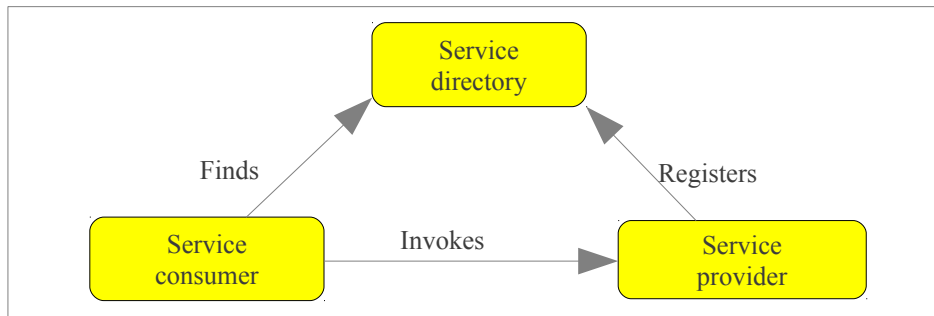 Service
directory
Finds
Registers
Service
consumer
Invokes
Service
provider